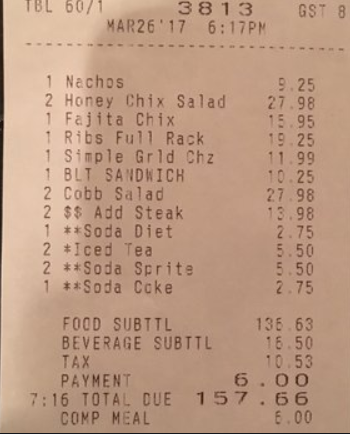 TBL 60/1 3813 GST 8
MAR26'17 6:17PM
1 Nachos 9.25
2 Honey Chix Salad 27.98
1 Fajita Chix 15.95
1 Ribs Full Rack 19.25
1 Simple Grld Chz 11.99
1 BLT SANDWICH 10.25
2 Cobb Salad 27.98
2 $$ Add Steak 13.98
1 **Soda Diet 2.75
2 *Iced Tea 5.50
2 **Soda Sprite 5.50
1 **Soda Coke 2.75
FOOD SUBTTL 136.63
BEVERAGE SUBTTL 16.50
TAX 10.53
PAYMENT 6.00
7:16 TOTAL DUE 157.66
COMP MEAL 6.00